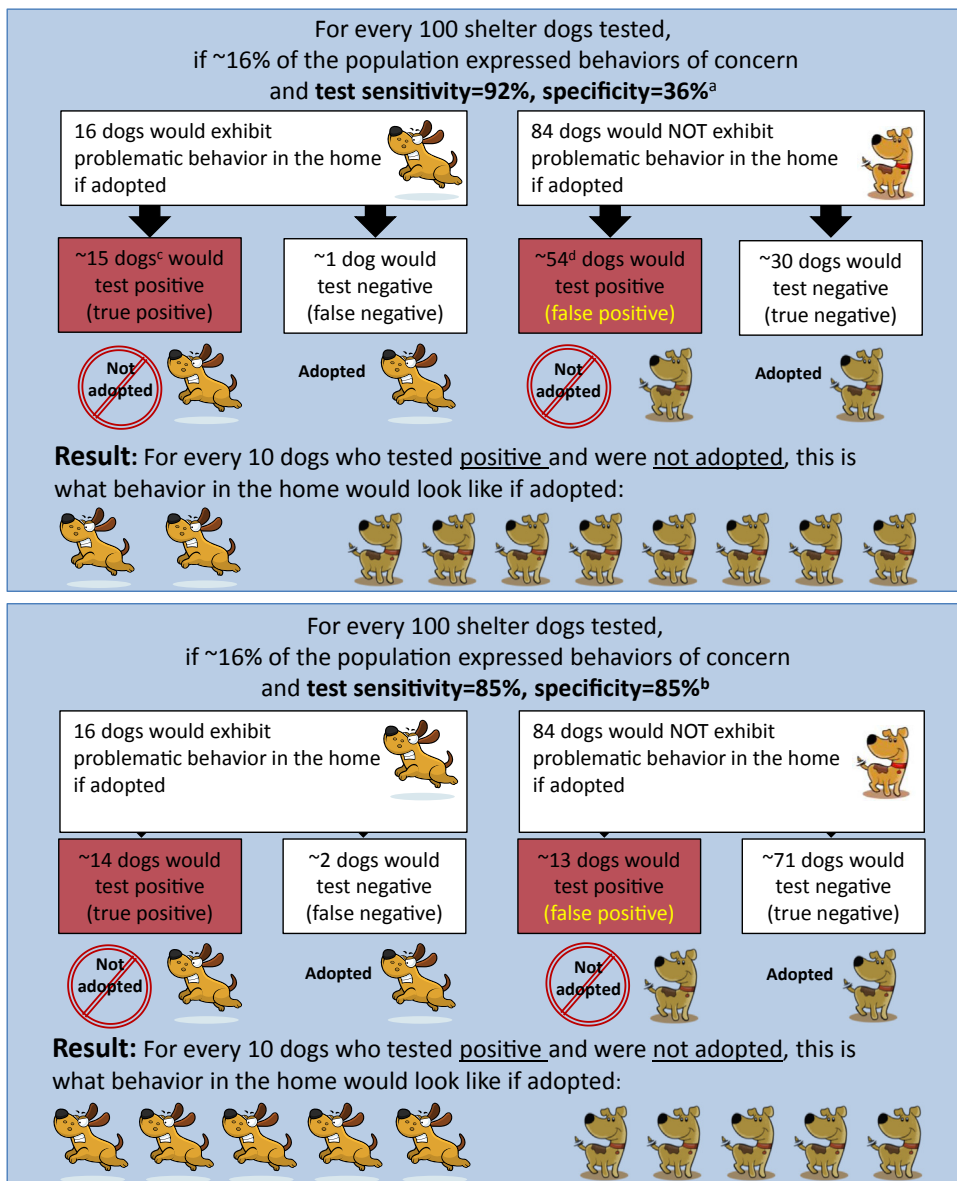 For every 100 shelter dogs tested,
if ~16% of the population expressed behaviors of concern
and test sensitivity=92%, specificity=36%ᵃ
16 dogs would exhibit
problematic behavior in the home
if adopted
84 dogs would NOT exhibit
problematic behavior in the home
if adopted
~15 dogsᶜ would
test positive
(true positive)
~1 dog would
test negative
(false negative)
~54ᵈ dogs would
test positive
(false positive)
~30 dogs would
test negative
(true negative)
Not
adopted
Adopted
Not
adopted
Adopted
Result: For every 10 dogs who tested positive and were not adopted, this is
what behavior in the home would look like if adopted:
For every 100 shelter dogs tested,
if ~16% of the population expressed behaviors of concern
and test sensitivity=85%, specificity=85%ᵇ
16 dogs would exhibit
problematic behavior in the home
if adopted
84 dogs would NOT exhibit
problematic behavior in the home
if adopted
~14 dogs would
test positive
(true positive)
~2 dogs would
test negative
(false negative)
~13 dogs would
test positive
(false positive)
~71 dogs would
test negative
(true negative)
Not
adopted
Adopted
Not
adopted
Adopted
Result: For every 10 dogs who tested positive and were not adopted, this is
what behavior in the home would look like if adopted: